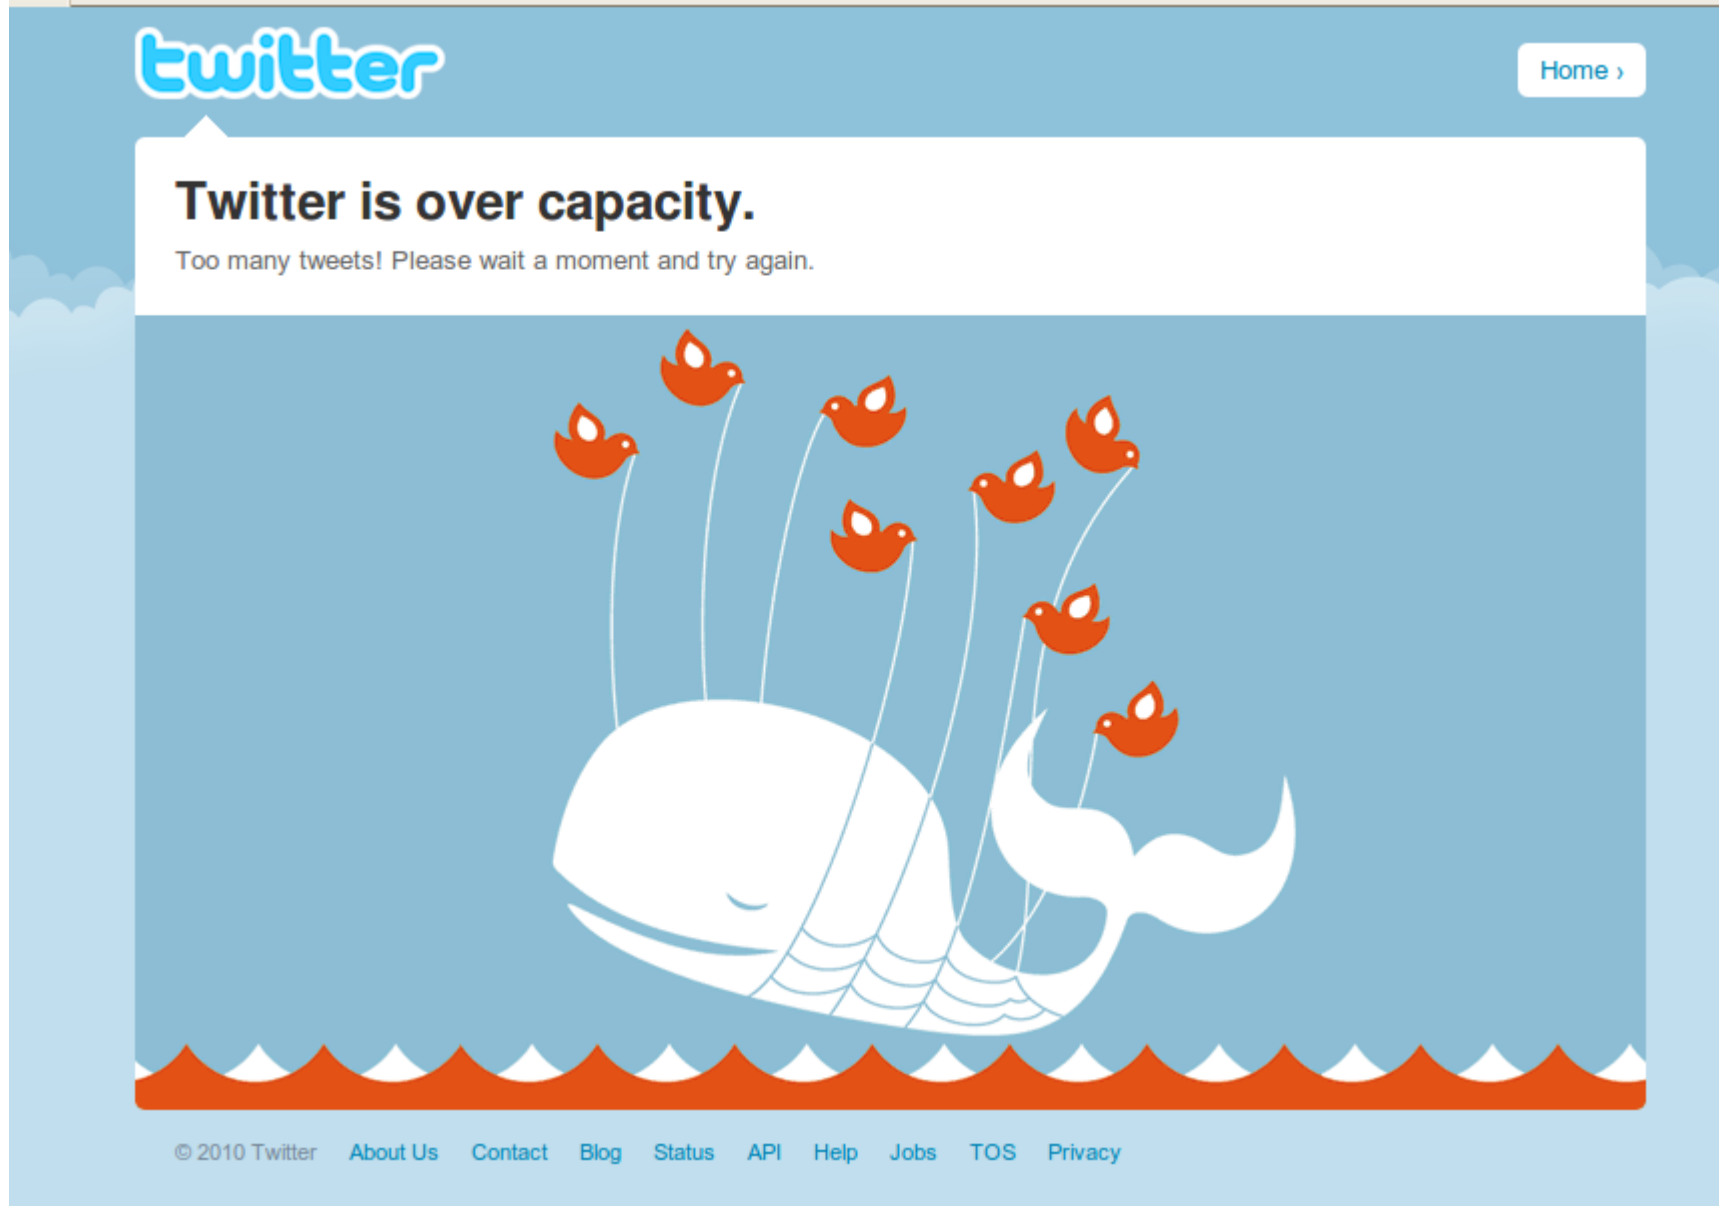 twitter
Home ›
Twitter is over capacity.
Too many tweets! Please wait a moment and try again.
© 2010 Twitter About Us Contact Blog Status API Help Jobs TOS Privacy